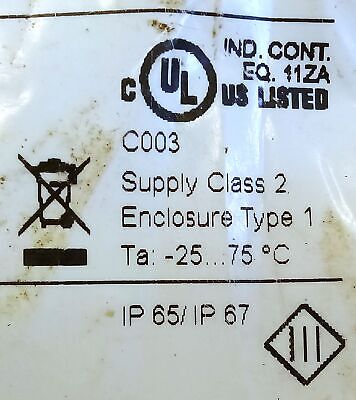 IND. CONT.
EQ. 11ZA
C UL US LISTED
C003
Supply Class 2
Enclosure Type 1
Ta: -25...75 °C
IP 65/ IP 67
III